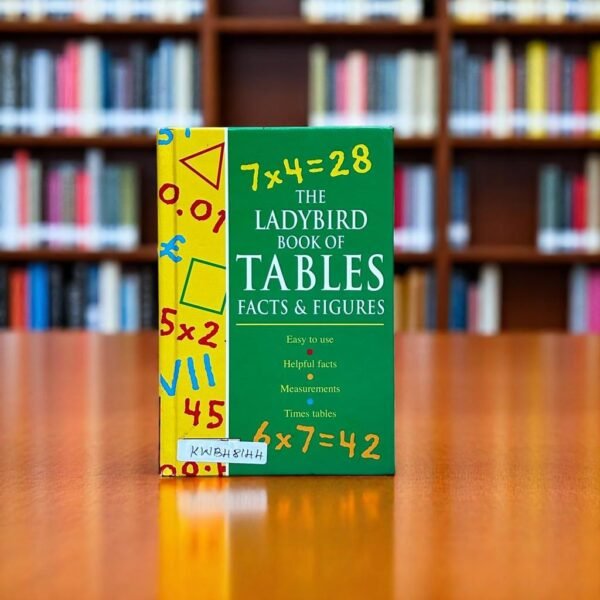 7x4=28
THE
LADYBIRD
BOOK OF
TABLES
FACTS & FIGURES
Easy to use
Helpful facts
Measurements
Times tables
6x7=42
0.01
£
5x2
VII
45